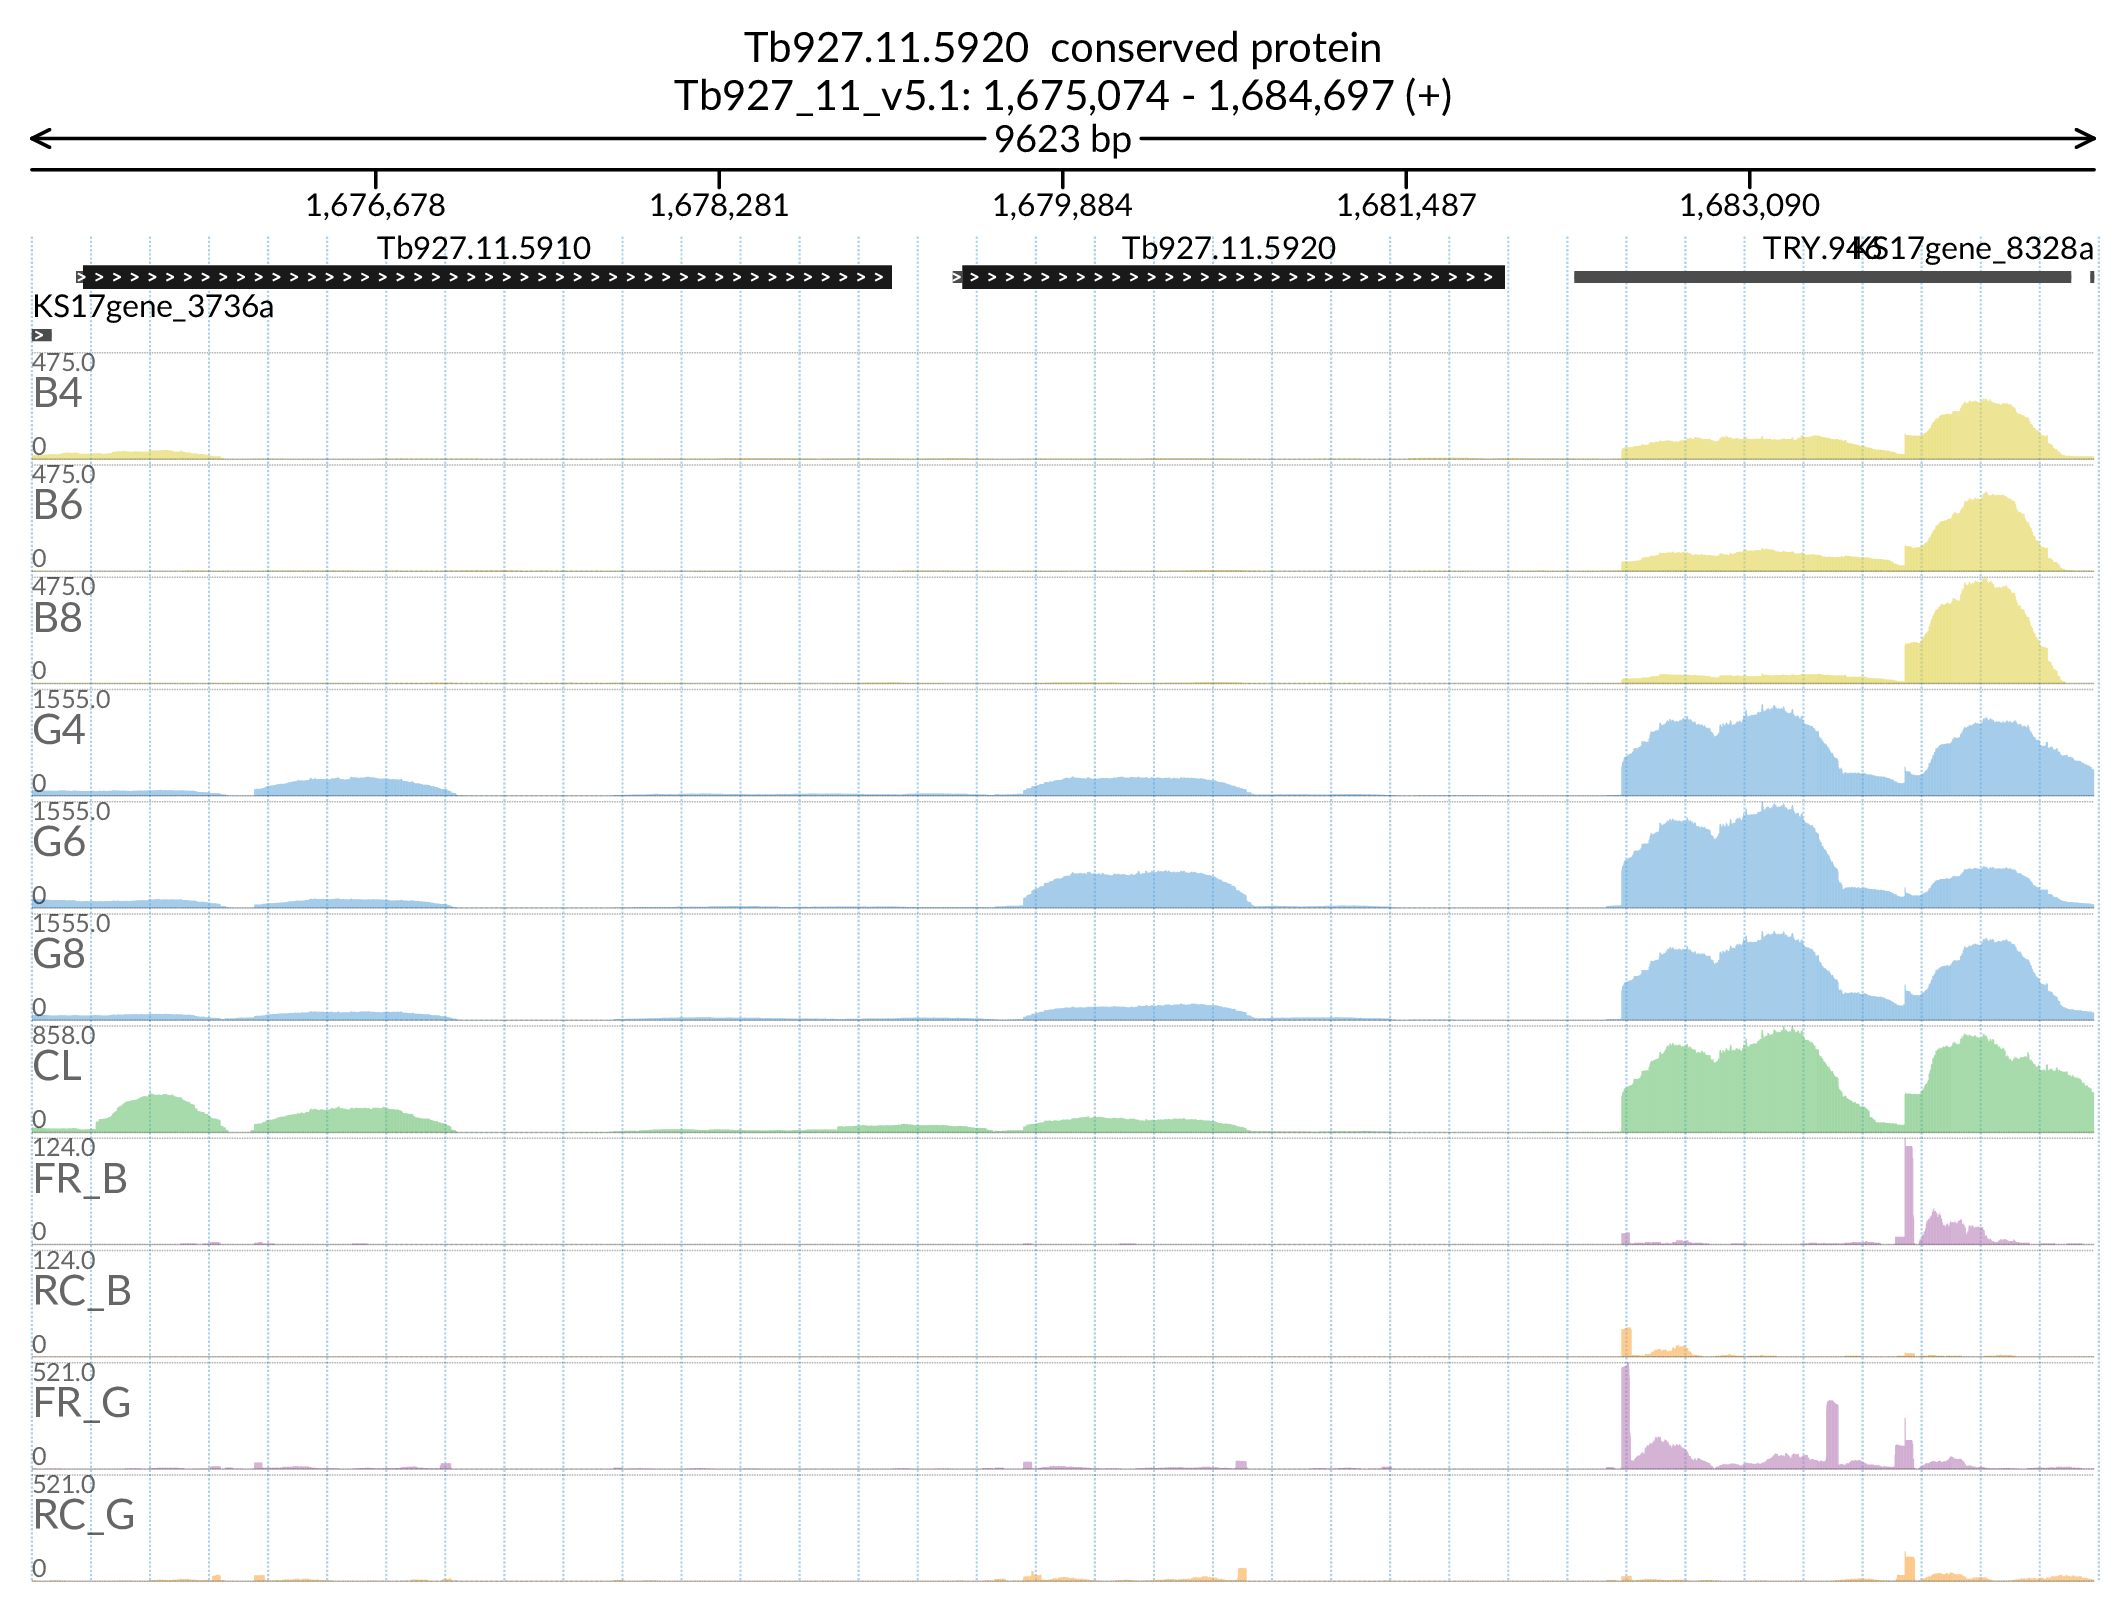 Tb927.11.5920 conserved protein
Tb927_11_v5.1: 1,675,074 - 1,684,697 (+)
9623 bp
1,676,678 1,678,281 1,679,884 1,681,487 1,683,090
Tb927.11.5910 Tb927.11.5920 TRY.946 KS17gene_8328a
KS17gene_3736a
475.0
B4
0
475.0
B6
0
475.0
B8
0
1555.0
G4
0
1555.0
G6
0
1555.0
G8
0
858.0
CL
0
124.0
FR_B
0
124.0
RC_B
0
521.0
FR_G
0
521.0
RC_G
0